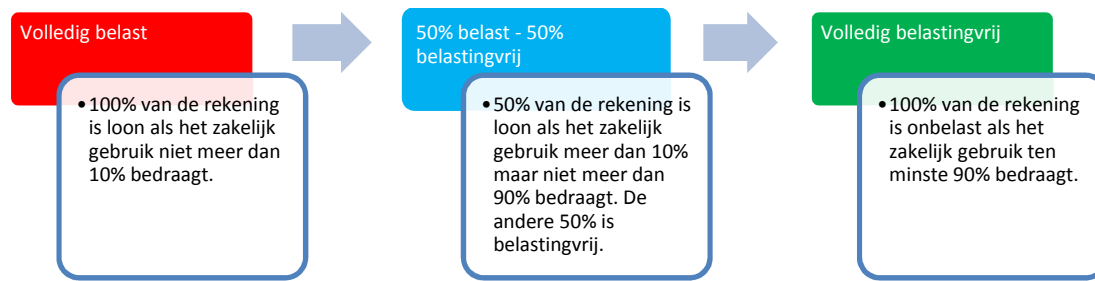 Volledig belast
• 100% van de rekening
is loon als het zakelijk
gebruik niet meer dan
10% bedraagt.
50% belast - 50%
belastingvrij
• 50% van de rekening is
loon als het zakelijk
gebruik meer dan 10%
maar niet meer dan
90% bedraagt. De
andere 50% is
belastingvrij.
Volledig belastingvrij
• 100% van de rekening
is onbelast als het
zakelijk gebruik ten
minste 90% bedraagt.